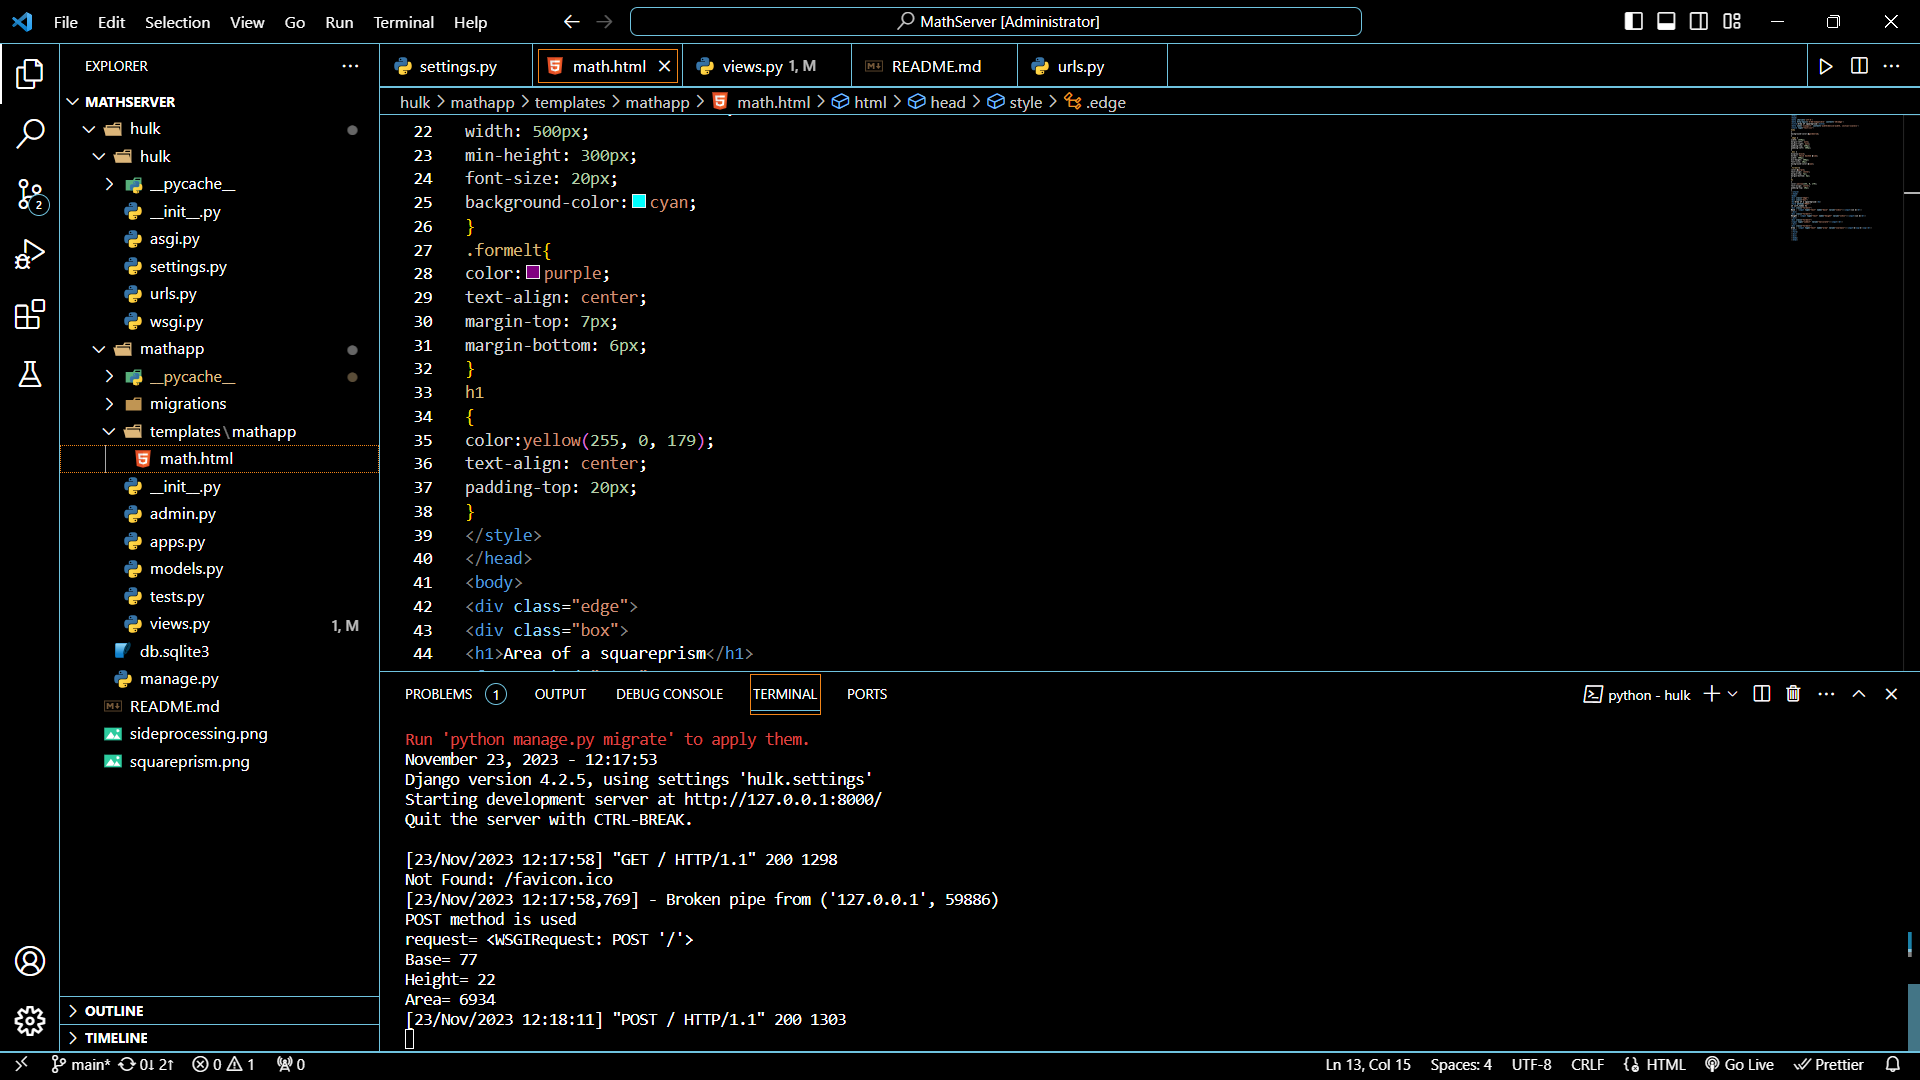 File Edit Selection View Go Run Terminal Help
MathServer [Administrator]
EXPLORER
MATHSERVER
hulk
hulk
__pycache__
__init__.py
asgi.py
settings.py
urls.py
wsgi.py
mathapp
__pycache__
migrations
templates\mathapp
math.html
__init__.py
admin.py
apps.py
models.py
tests.py
views.py 1, M
db.sqlite3
manage.py
README.md
sideprocessing.png
squareprism.png
OUTLINE
TIMELINE
2
settings.py math.html views.py 1, M README.md urls.py
hulk > mathapp > templates > mathapp > math.html > html > head > style > .edge
22 width: 500px;
23 min-height: 300px;
24 font-size: 20px;
25 background-color: cyan;
26 }
27 .formelt{
28 color: purple;
29 text-align: center;
30 margin-top: 7px;
31 margin-bottom: 6px;
32 }
33 h1
34 {
35 color:yellow(255, 0, 179);
36 text-align: center;
37 padding-top: 20px;
38 }
39 </style>
40 </head>
41 <body>
42 <div class="edge">
43 <div class="box">
44 <h1>Area of a squareprism</h1>
PROBLEMS 1 OUTPUT DEBUG CONSOLE TERMINAL PORTS
python - hulk
Run 'python manage.py migrate' to apply them.
November 23, 2023 - 12:17:53
Django version 4.2.5, using settings 'hulk.settings'
Starting development server at http://127.0.0.1:8000/
Quit the server with CTRL-BREAK.
[23/Nov/2023 12:17:58] "GET / HTTP/1.1" 200 1298
Not Found: /favicon.ico
[23/Nov/2023 12:17:58,769] - Broken pipe from ('127.0.0.1', 59886)
POST method is used
request= <WSGIRequest: POST '/'>
Base= 77
Height= 22
Area= 6934
[23/Nov/2023 12:18:11] "POST / HTTP/1.1" 200 1303
main* 0↓ 2↑ 0 1 0
Ln 13, Col 15 Spaces: 4 UTF-8 CRLF HTML Go Live Prettier